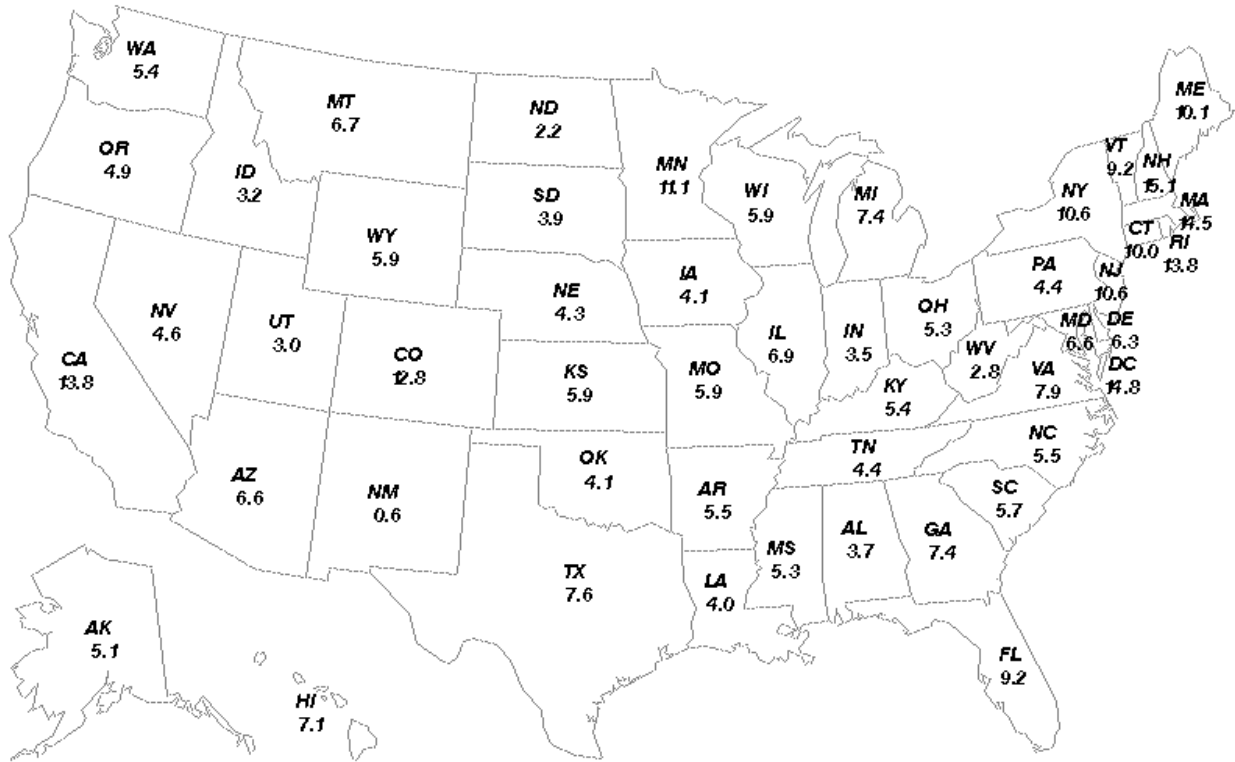 WA
5.4
MT
6.7
ND
2.2
OR
4.9
ID
3.2
MN
11.1
WI
5.9
MI
7.4
ME
10.1
VT
9.2
NH
15.1
NY
10.6
MA
14.5
CT
10.0
RI
13.8
SD
3.9
WY
5.9
IA
4.1
PA
4.4
NJ
10.6
NE
4.3
NV
4.6
UT
3.0
CA
13.8
CO
12.8
KS
5.9
MO
5.9
IL
6.9
IN
3.5
OH
5.3
WV
2.8
MD
6.6
DE
6.3
DC
14.8
VA
7.9
KY
5.4
AZ
6.6
NM
0.6
OK
4.1
AR
5.5
TN
4.4
NC
5.5
SC
5.7
MS
5.3
AL
3.7
GA
7.4
TX
7.6
LA
4.0
AK
5.1
HI
7.1
FL
9.2